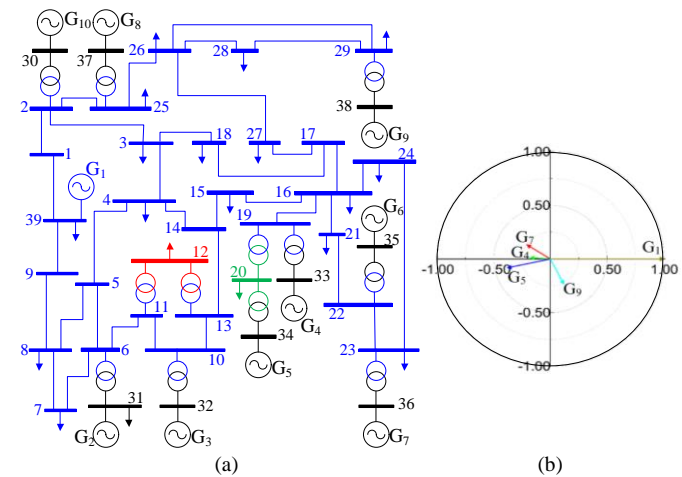 G10 G8
26 28 29
30 37
2 25 38
3 18 27 17 G9 24
1 G1
4 15 16 G6
39 14 19 21 35
12 20
9 5 33 22
11 13 34 G4
8 6 10 G5 23
7 31 32 36
G2 G3 G7
(a)
1.00
0.50
G7
G4 G1
-1.00 -0.50 0.50 1.00
G5
G9
-0.50
-1.00
(b)